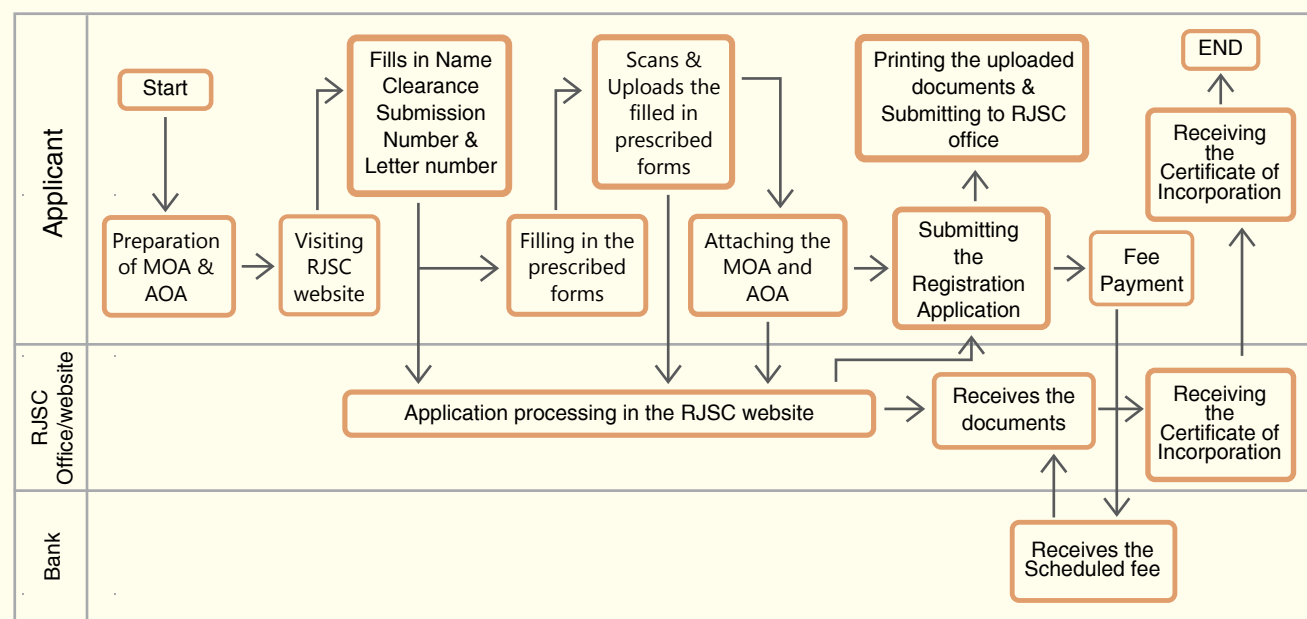 Applicant
Start
Preparation
of MOA &
AOA
Visiting
RJSC
website
Fills in Name
Clearance
Submission
Number &
Letter number
Filling in the
prescribed
forms
Scans &
Uploads the
filled in
prescribed
forms
Attaching the
MOA and
AOA
Printing the uploaded
documents &
Submitting to RJSC
office
Submitting
the
Registration
Application
Fee
Payment
END
Receiving
the
Certificate of
Incorporation
RJSC
Office/website
Application processing in the RJSC website
Receives the
documents
Receiving
the
Certificate of
Incorporation
Bank
Receives the
Scheduled fee